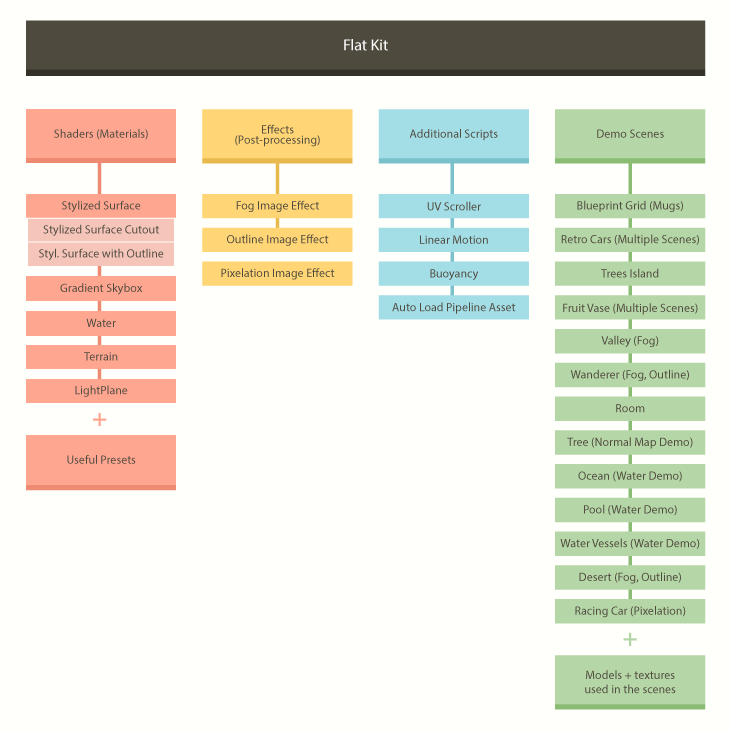 Flat Kit
Shaders (Materials)
Stylized Surface
Stylized Surface Cutout
Styl. Surface with Outline
Gradient Skybox
Water
Terrain
LightPlane
+
Useful Presets
Effects
(Post-processing)
Fog Image Effect
Outline Image Effect
Pixelation Image Effect
Additional Scripts
UV Scroller
Linear Motion
Buoyancy
Auto Load Pipeline Asset
Demo Scenes
Blueprint Grid (Mugs)
Retro Cars (Multiple Scenes)
Trees Island
Fruit Vase (Multiple Scenes)
Valley (Fog)
Wanderer (Fog, Outline)
Room
Tree (Normal Map Demo)
Ocean (Water Demo)
Pool (Water Demo)
Water Vessels (Water Demo)
Desert (Fog, Outline)
Racing Car (Pixelation)
+
Models + textures
used in the scenes